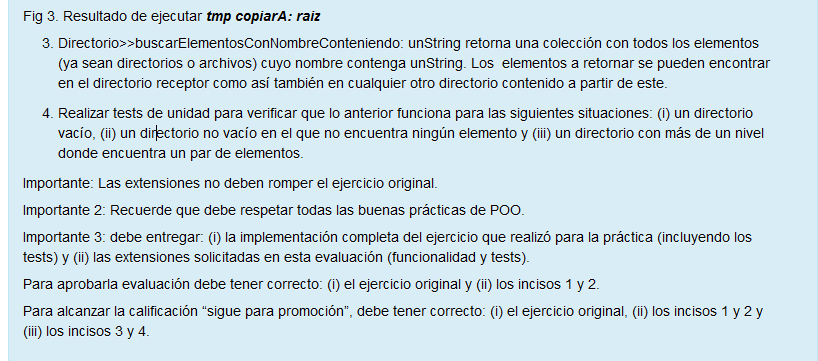 Fig 3. Resultado de ejecutar tmp copiarA: raiz
3. Directorio>>buscarElementosConNombreConteniendo: unString retorna una colección con todos los elementos
(ya sean directorios o archivos) cuyo nombre contenga unString. Los elementos a retornar se pueden encontrar
en el directorio receptor como así también en cualquier otro directorio contenido a partir de este.
4. Realizar tests de unidad para verificar que lo anterior funciona para las siguientes situaciones: (i) un directorio
vacío, (ii) un directorio no vacío en el que no encuentra ningún elemento y (iii) un directorio con más de un nivel
donde encuentra un par de elementos.
Importante: Las extensiones no deben romper el ejercicio original.
Importante 2: Recuerde que debe respetar todas las buenas prácticas de POO.
Importante 3: debe entregar: (i) la implementación completa del ejercicio que realizó para la práctica (incluyendo los
tests) y (ii) las extensiones solicitadas en esta evaluación (funcionalidad y tests).
Para aprobarla evaluación debe tener correcto: (i) el ejercicio original y (ii) los incisos 1 y 2.
Para alcanzar la calificación “sigue para promoción”, debe tener correcto: (i) el ejercicio original, (ii) los incisos 1 y 2 y
(iii) los incisos 3 y 4.